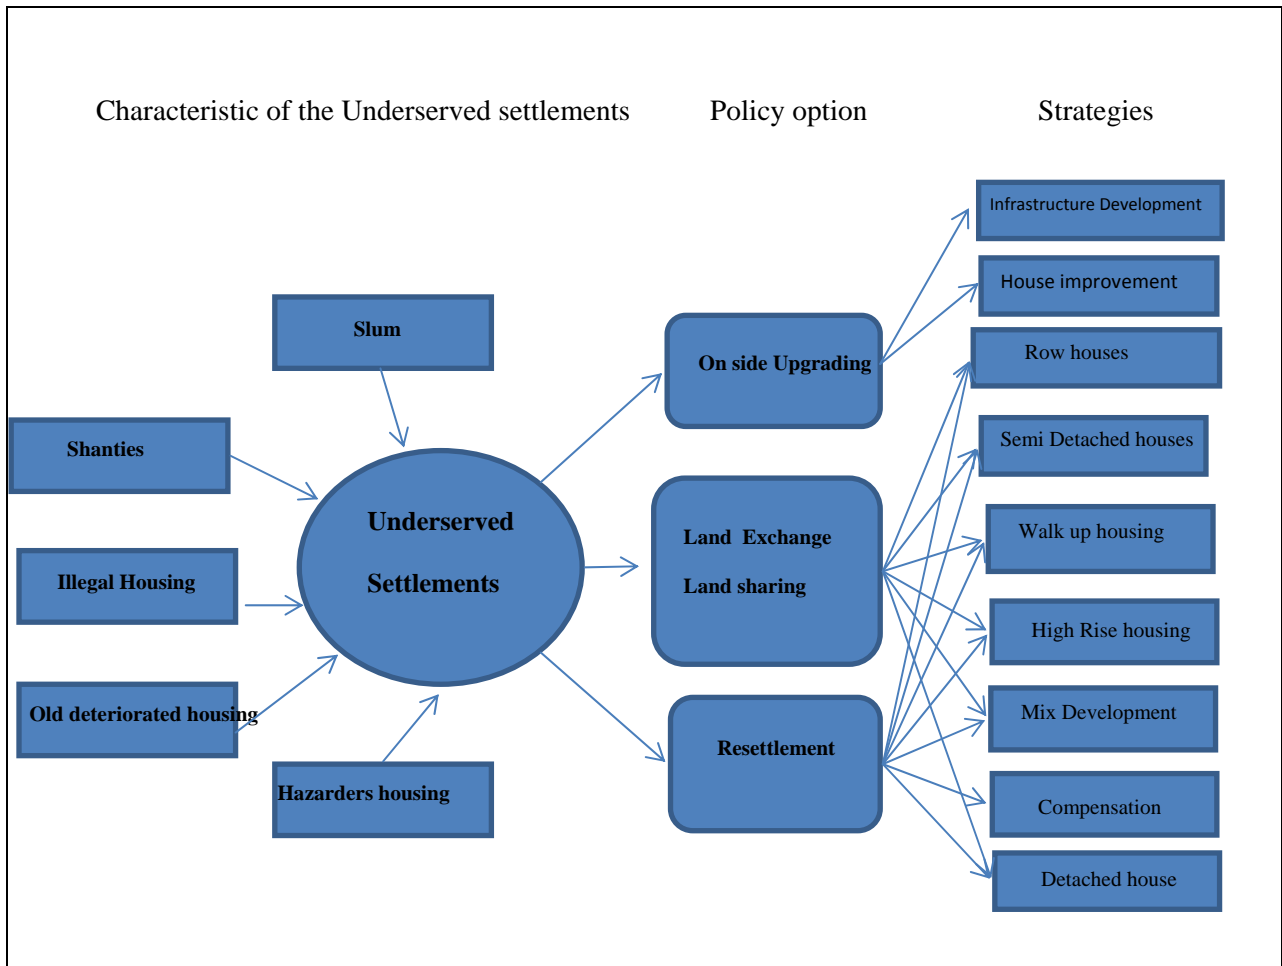 Characteristic of the Underserved settlements
Policy option
Strategies
Slum
Shanties
Illegal Housing
Old deteriorated housing
Hazarders housing
Underserved
Settlements
On side Upgrading
Land Exchange
Land sharing
Resettlement
Infrastructure Development
House improvement
Row houses
Semi Detached houses
Walk up housing
High Rise housing
Mix Development
Compensation
Detached house